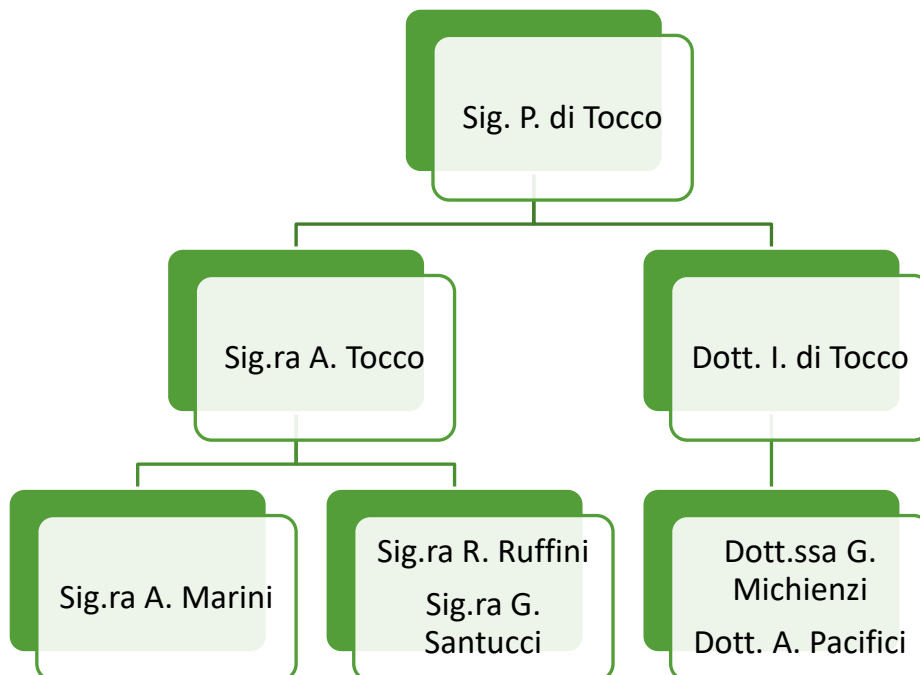 Sig. P. di Tocco
Sig.ra A. Tocco
Dott. I. di Tocco
Sig.ra A. Marini
Sig.ra R. Ruffini
Sig.ra G.
Santucci
Dott.ssa G.
Michienzi
Dott. A. Pacifici